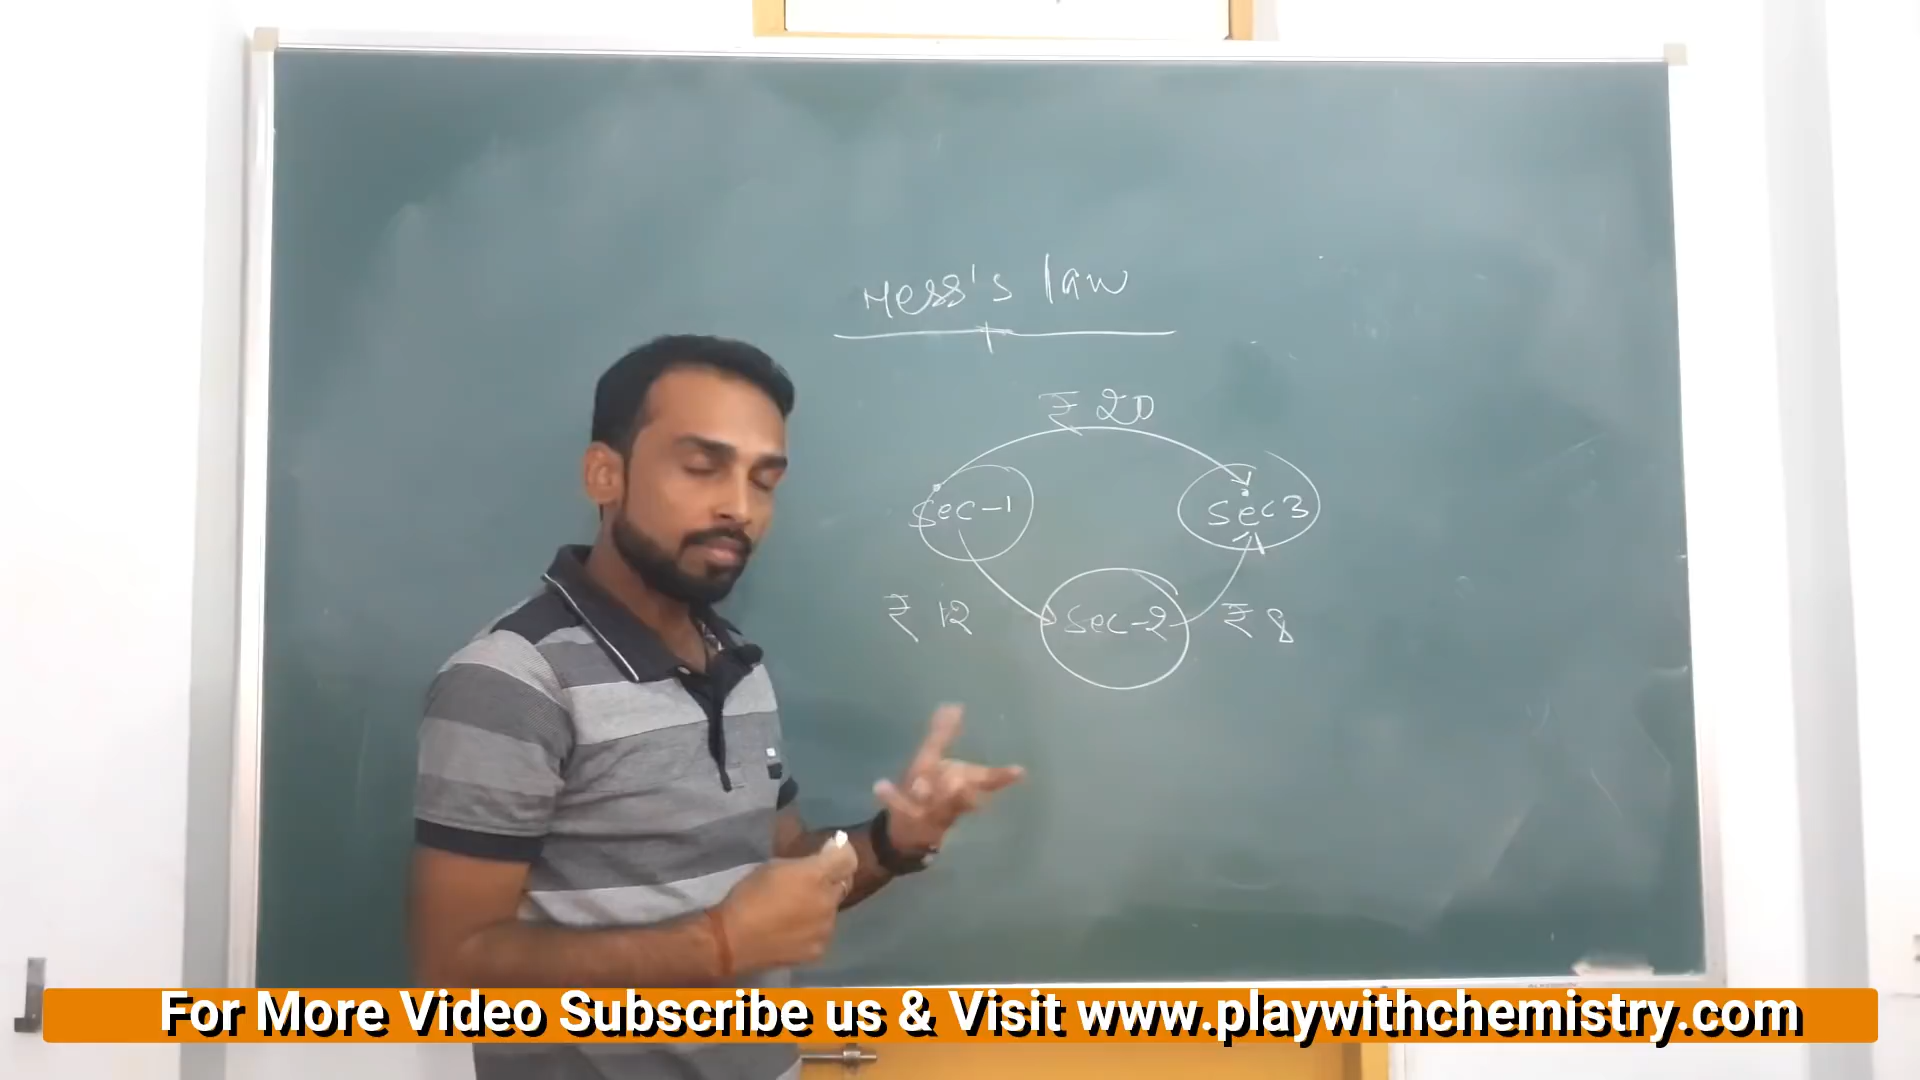 Hess's law
₹ 20
Sec-1
Sec 3
₹ 12
Sec-2
₹ 8
For More Video Subscribe us & Visit www.playwithchemistry.com